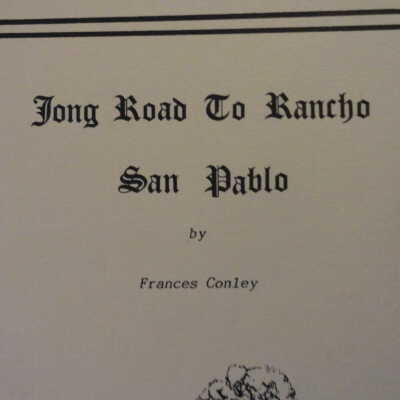 Jong Road To Rancho
San Pablo
by
Frances Conley